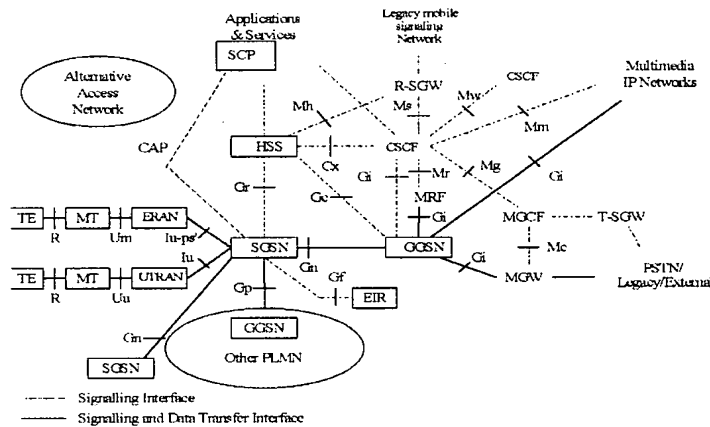 Applications
& Services
Legacy mobile
signaling
Network
SCP
Alternative
Access
Network
R-SGW
CSCF
Multimedia
IP Networks
Mh
Ms
Mw
Mm
CAP
HSS
Cx
CSCF
Gi
Mr
Mg
Gi
Gr
Gc
MRF
Gi
MGCF
T-SGW
TE
R
MT
Um
ERAN
Iu-ps'
SGSN
Gn
GGSN
Gi
Mc
MGW
PSTN/
Legacy/External
TE
R
MT
Uu
UTRAN
Iu
Gp
Gf
EIR
Gn
GGSN
Other PLMN
SGSN
Signalling Interface
Signalling and Data Transfer Interface